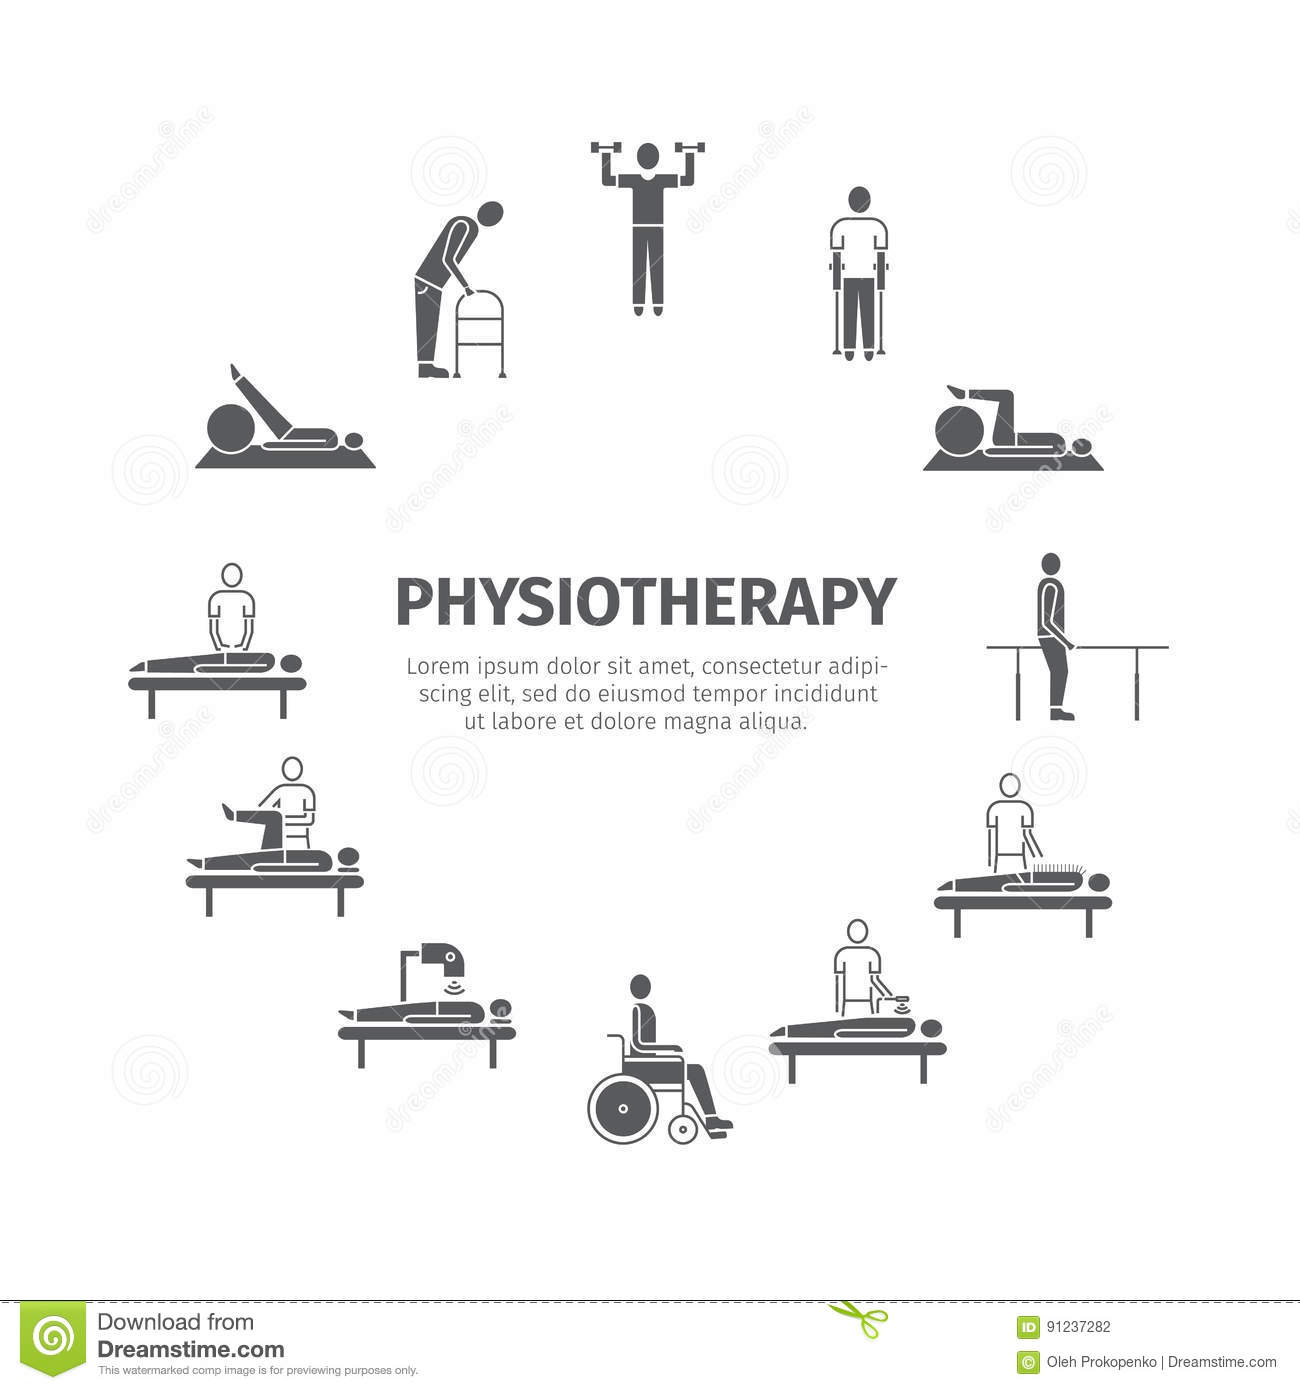 PHYSIOTHERAPY
Lorem ipsum dolor sit amet, consectetur adipi-
scing elit, sed do eiusmod tempor incididunt
ut labore et dolore magna aliqua.
dreamstime
Download from
Dreamstime.com
This watermarked comp image is for previewing purposes only.
ID 91237282
© Oleh Prokopenko | Dreamstime.com